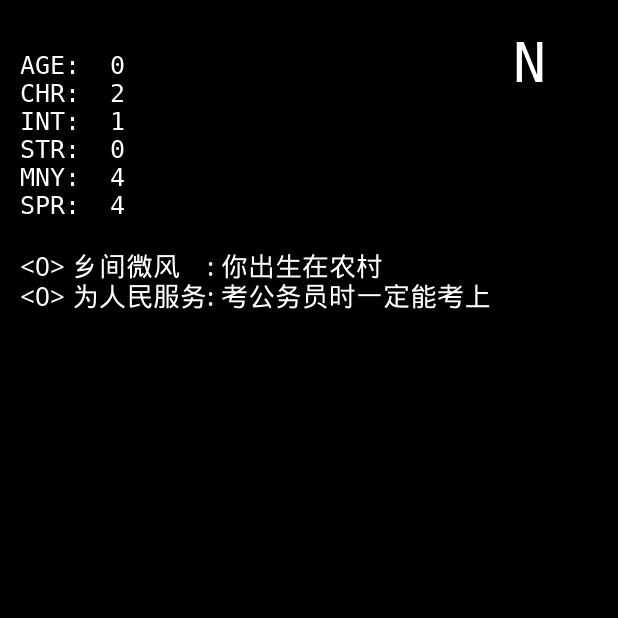 N
AGE: 0
CHR: 2
INT: 1
STR: 0
MNY: 4
SPR: 4
<O> 乡间微风 : 你出生在农村
<O> 为人民服务: 考公务员时一定能考上